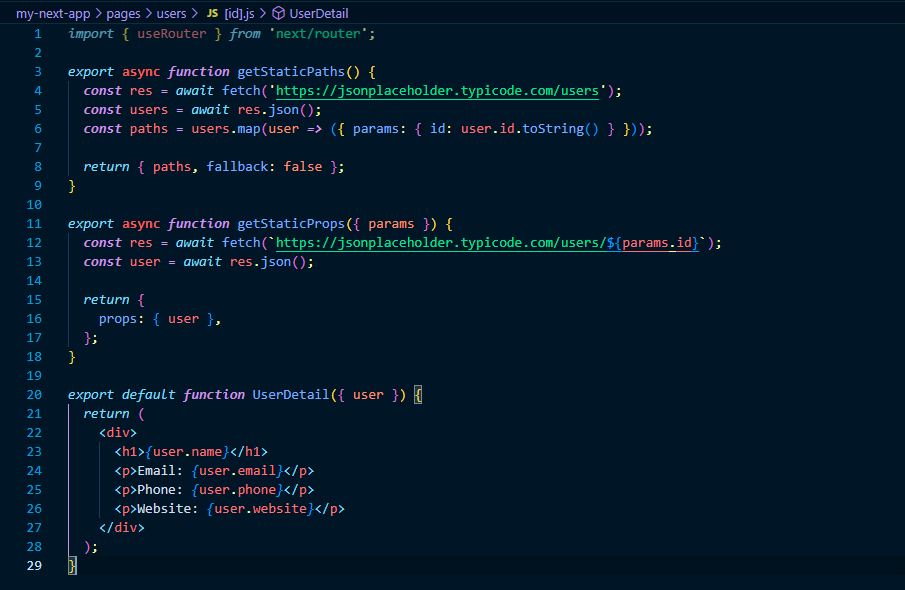 my-next-app > pages > users > JS [id].js > UserDetail
1 import { useRouter } from 'next/router';
2
3 export async function getStaticPaths() {
4   const res = await fetch('https://jsonplaceholder.typicode.com/users');
5   const users = await res.json();
6   const paths = users.map(user => ({ params: { id: user.id.toString() } }));
7
8   return { paths, fallback: false };
9 }
10
11 export async function getStaticProps({ params }) {
12   const res = await fetch(`https://jsonplaceholder.typicode.com/users/${params.id}`);
13   const user = await res.json();
14
15   return {
16     props: { user },
17   };
18 }
19
20 export default function UserDetail({ user }) {
21   return (
22     <div>
23       <h1>{user.name}</h1>
24       <p>Email: {user.email}</p>
25       <p>Phone: {user.phone}</p>
26       <p>Website: {user.website}</p>
27     </div>
28   );
29 }